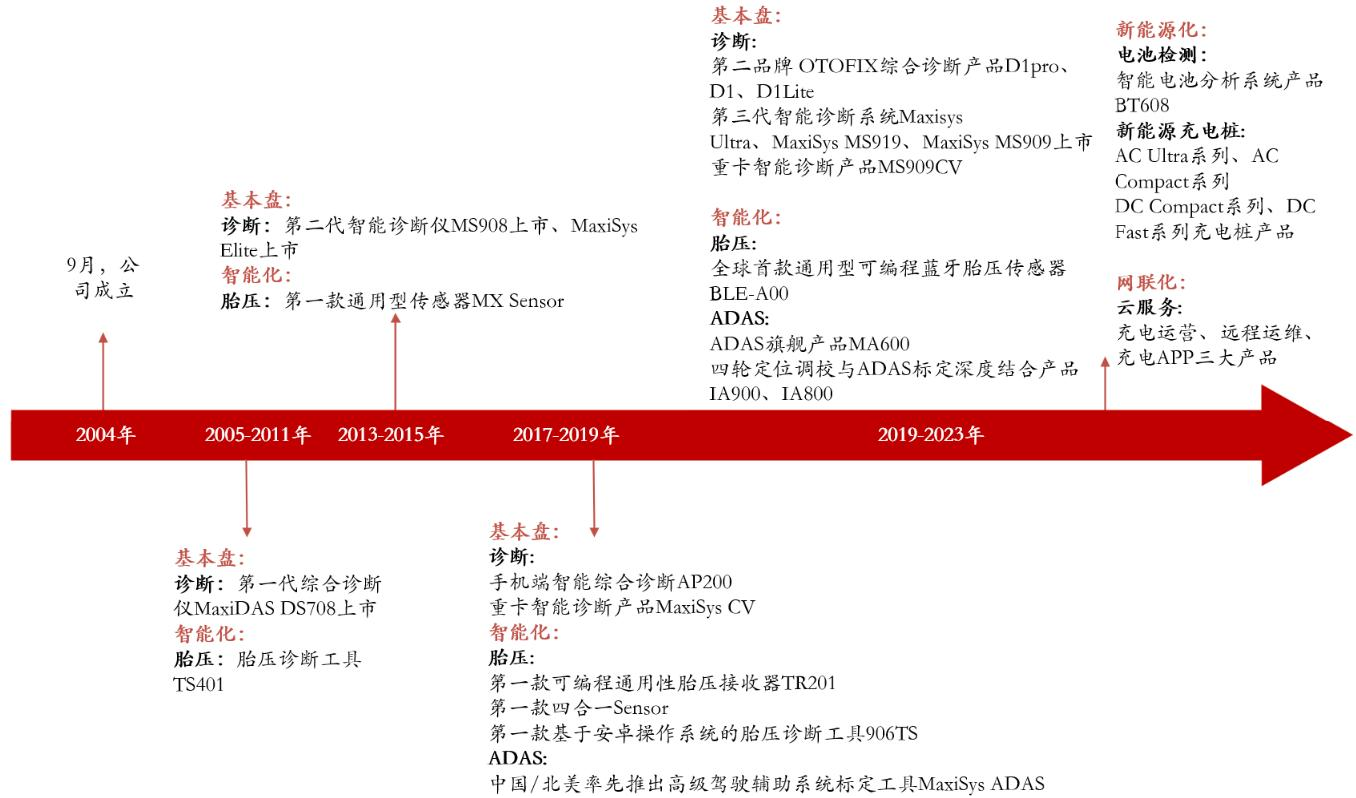 9月，公
司成立
基本盘：
诊断：第二代智能诊断仪MS908上市、MaxiSys
Elite上市
智能化：
胎压：第一款通用型传感器MX Sensor
基本盘：
诊断：
第二品牌 OTOFIX综合诊断产品D1pro、
D1、D1Lite
第三代智能诊断系统Maxisys
Ultra、MaxiSys MS919、MaxiSys MS909上市
重卡智能诊断产品MS909CV
智能化：
胎压：
全球首款通用型可编程蓝牙胎压传感器
BLE-A00
ADAS:
ADAS旗舰产品MA600
四轮定位调校与ADAS标定深度结合产品
IA900、IA800
新能源化：
电池检测：
智能电池分析系统产品
BT608
新能源充电桩:
AC Ultra系列、AC
Compact系列
DC Compact系列、DC
Fast系列充电桩产品
网联化：
云服务：
充电运营、远程运维、
充电APP三大产品
2004年
2005-2011年
2013-2015年
2017-2019年
2019-2023年
基本盘：
诊断：第一代综合诊断
仪MaxiDAS DS708上市
智能化：
胎压：胎压诊断工具
TS401
基本盘：
诊断：
手机端智能综合诊断AP200
重卡智能诊断产品MaxiSys CV
智能化：
胎压：
第一款可编程通用性胎压接收器TR201
第一款四合一Sensor
第一款基于安卓操作系统的胎压诊断工具906TS
ADAS:
中国/北美率先推出高级驾驶辅助系统标定工具MaxiSys ADAS